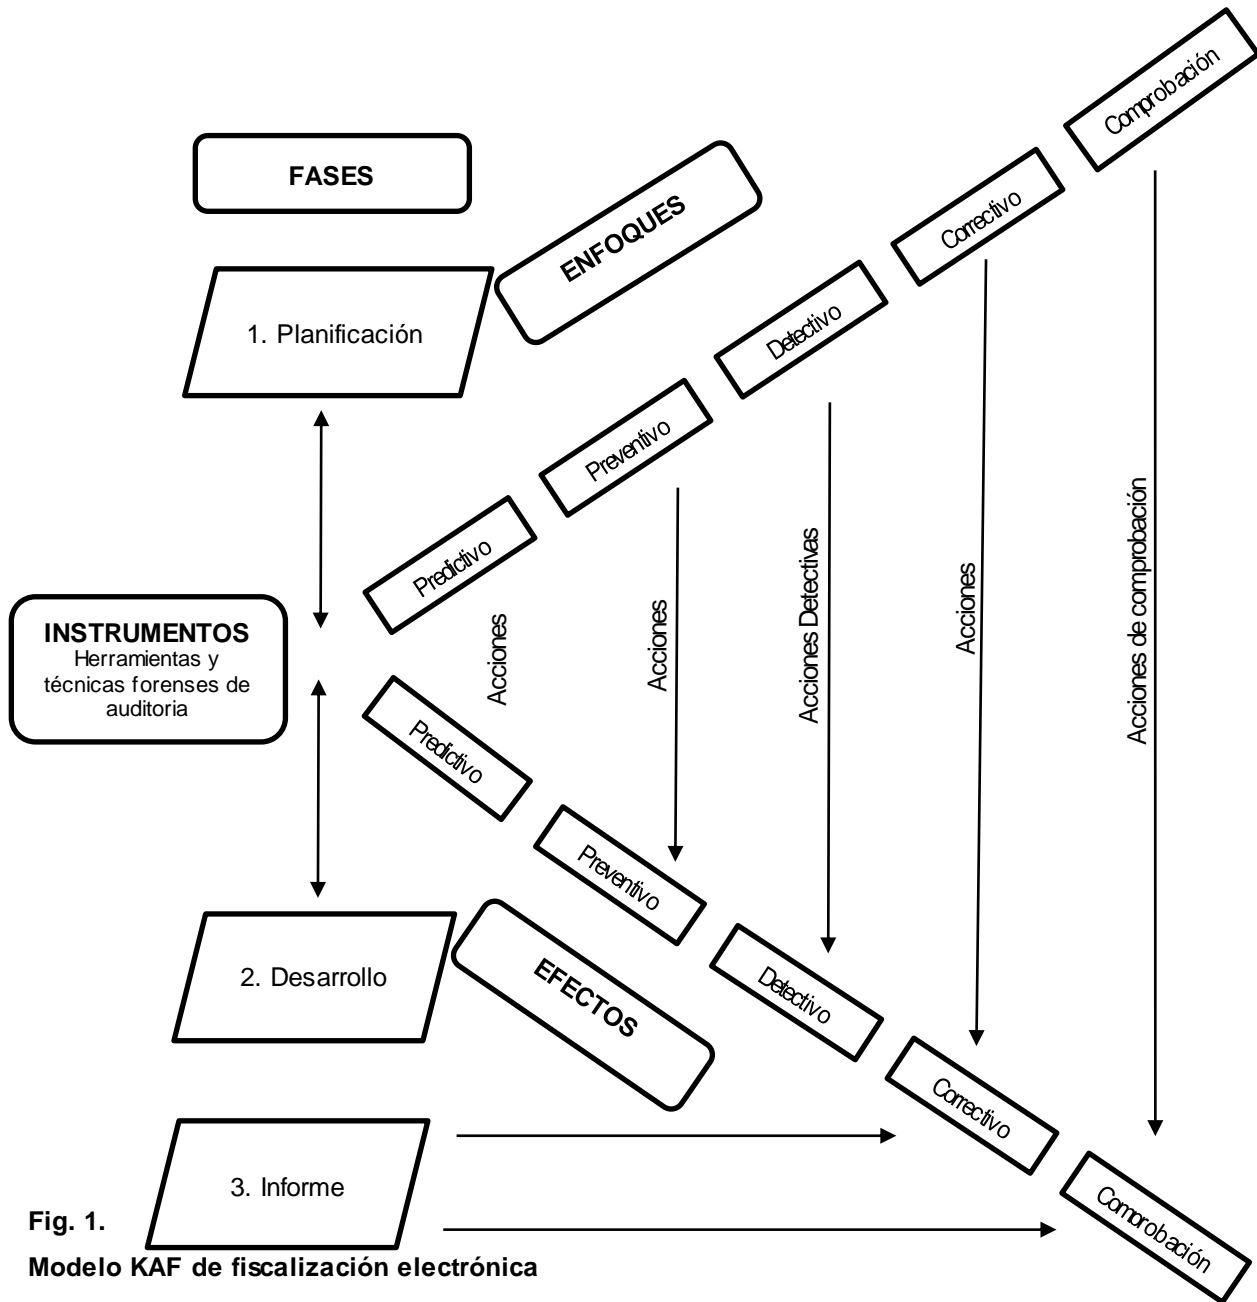 FASES
ENFOQUES
1. Planificación
Comprobación
Correctivo
Detectivo
Preventivo
Predictivo
INSTRUMENTOS
Herramientas y
técnicas forenses de
auditoria
Acciones
Acciones
Acciones Detectivas
Acciones
Acciones de comprobación
Predictivo
Preventivo
Detectivo
Correctivo
Comprobación
2. Desarrollo
EFECTOS
3. Informe
Fig. 1.
Modelo KAF de fiscalización electrónica